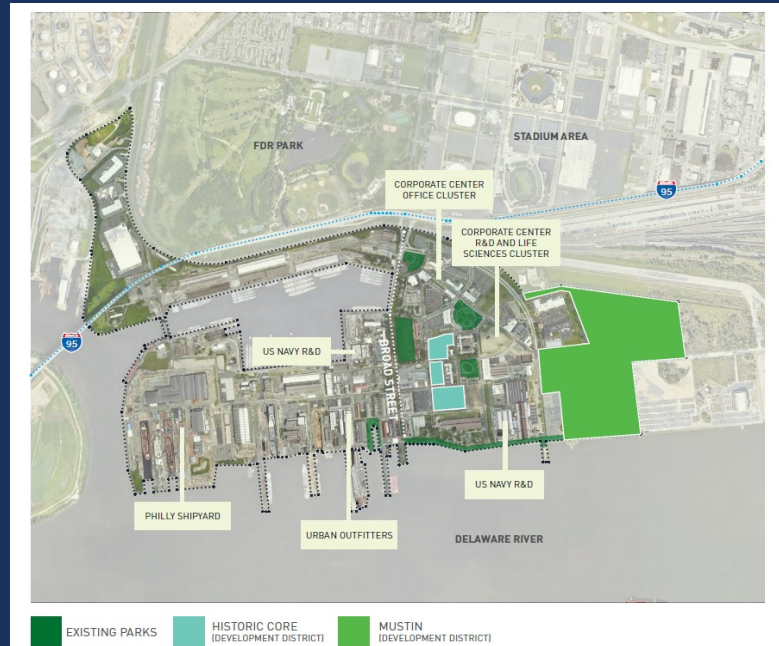 FDR PARK
STADIUM AREA
CORPORATE CENTER
OFFICE CLUSTER
95
CORPORATE CENTER
R&D AND LIFE
SCIENCES CLUSTER
95
US NAVY R&D
BROAD STREET
US NAVY R&D
PHILLY SHIPYARD
URBAN OUTFITTERS
DELAWARE RIVER
EXISTING PARKS
HISTORIC CORE
(DEVELOPMENT DISTRICT)
MUSTIN
(DEVELOPMENT DISTRICT)